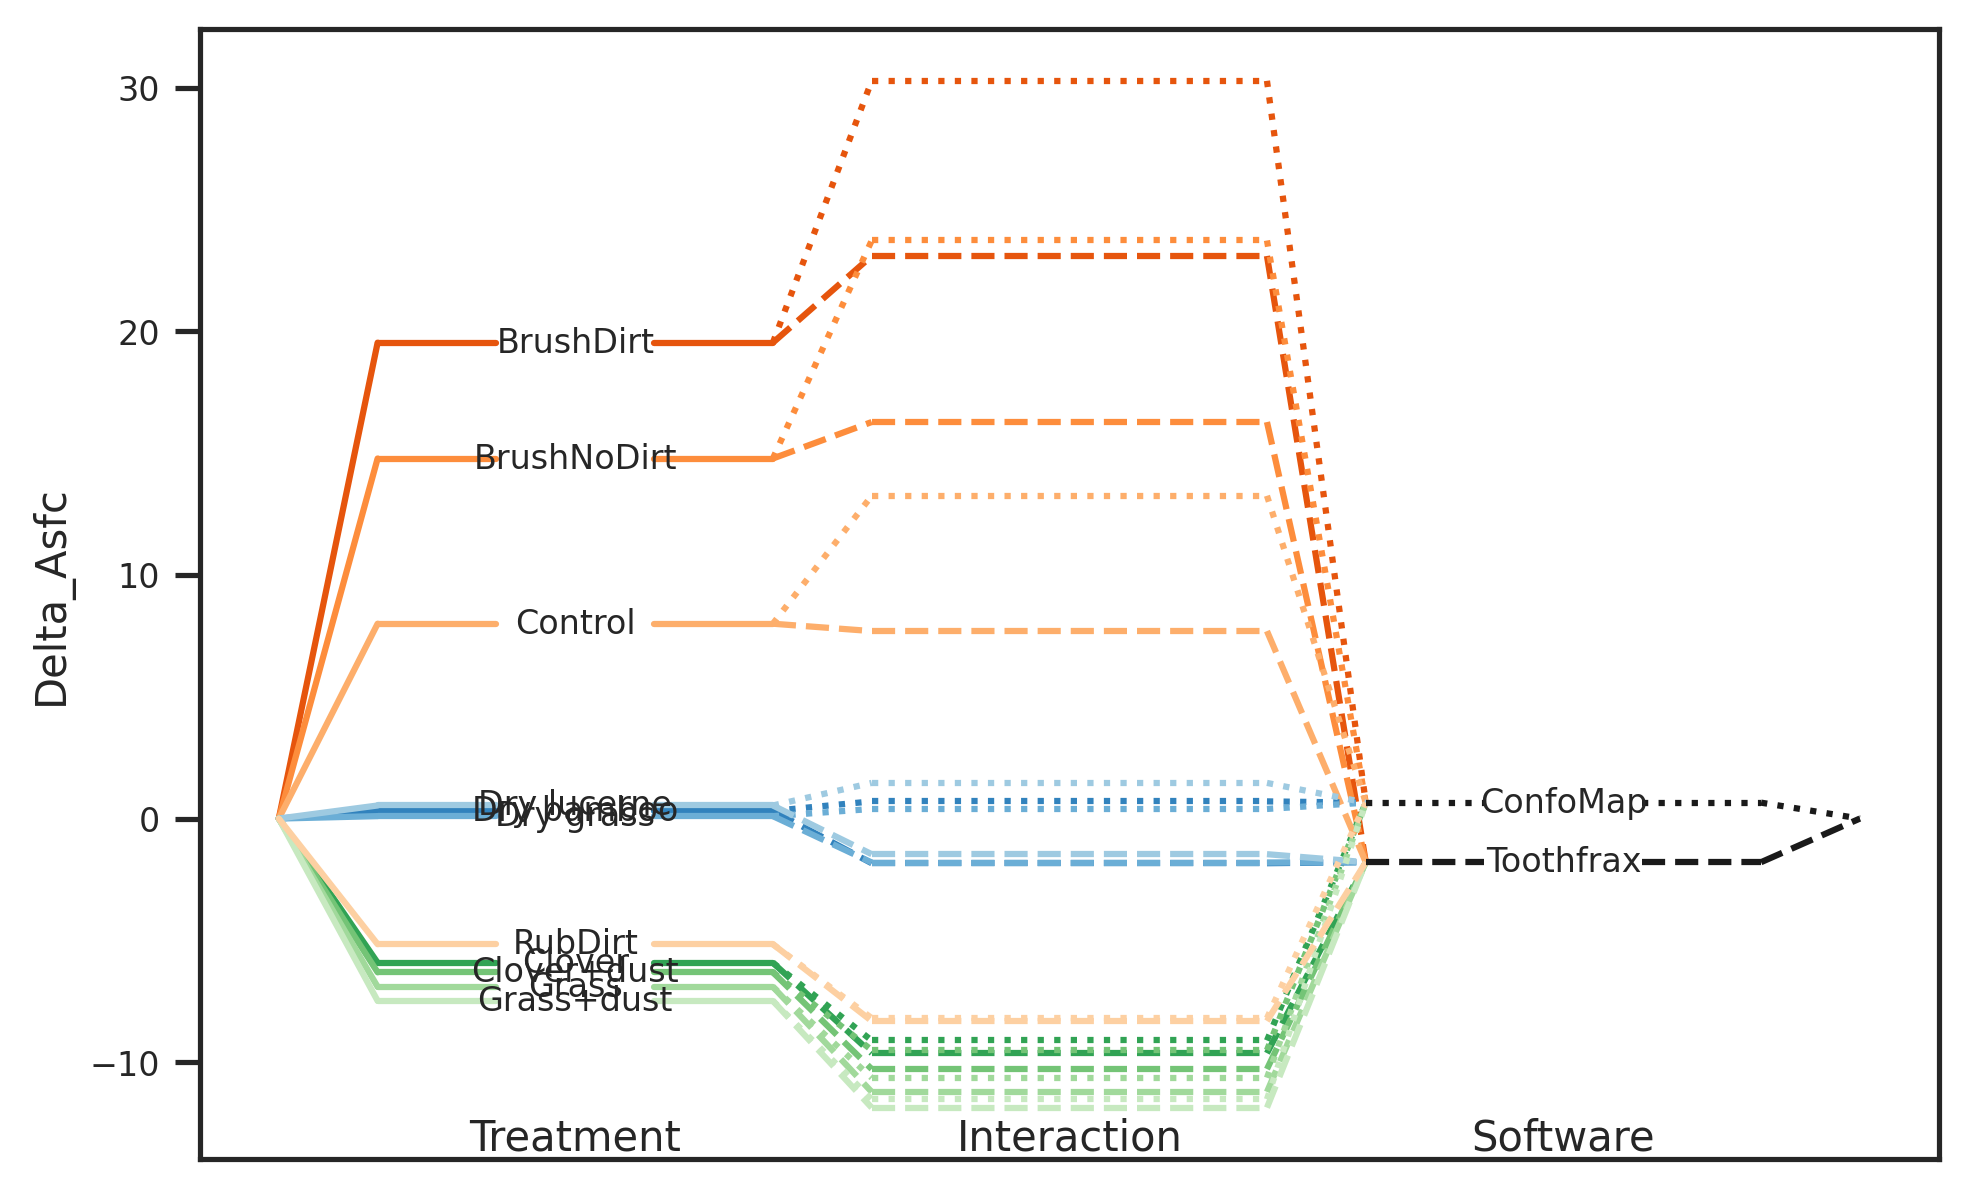 30
20
10
0
−10
Delta_Asfc
BrushDirt
BrushNoDirt
Control
Dry lucerne
Dry bamboo
Dry grass
RubDirt
Clover
Clover+dust
Grass
Grass+dust
ConfoMap
Toothfrax
Treatment
Interaction
Software